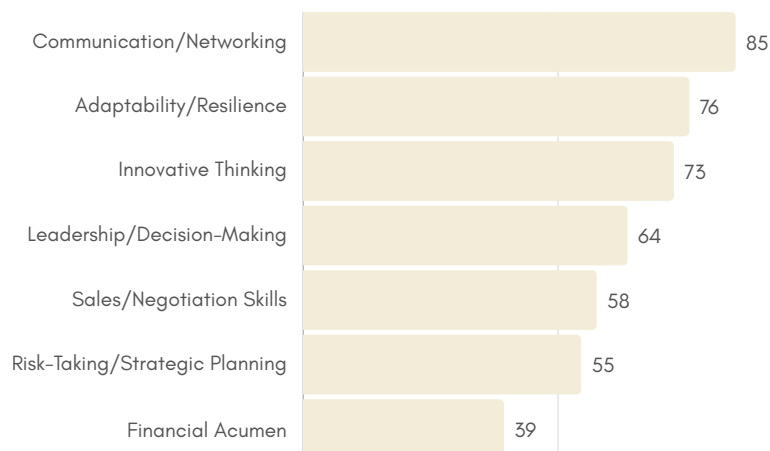 Communication/Networking 85
Adaptability/Resilience 76
Innovative Thinking 73
Leadership/Decision-Making 64
Sales/Negotiation Skills 58
Risk-Taking/Strategic Planning 55
Financial Acumen 39